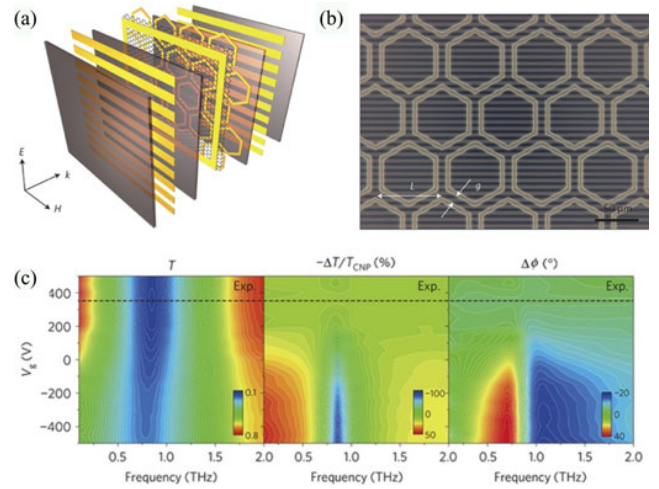 (a)
E
k
H
(b)
L
g
50 μm
(c)
T
-ΔT/T_CNP (%)
Δϕ (°)
Exp.
Exp.
Exp.
V_g (V)
400
200
0
-200
-400
0.1
0.8
-100
0
50
-20
0
40
0.5 1.0 1.5 2.0 0.5 1.0 1.5 2.0 0.5 1.0 1.5 2.0
Frequency (THz) Frequency (THz) Frequency (THz)